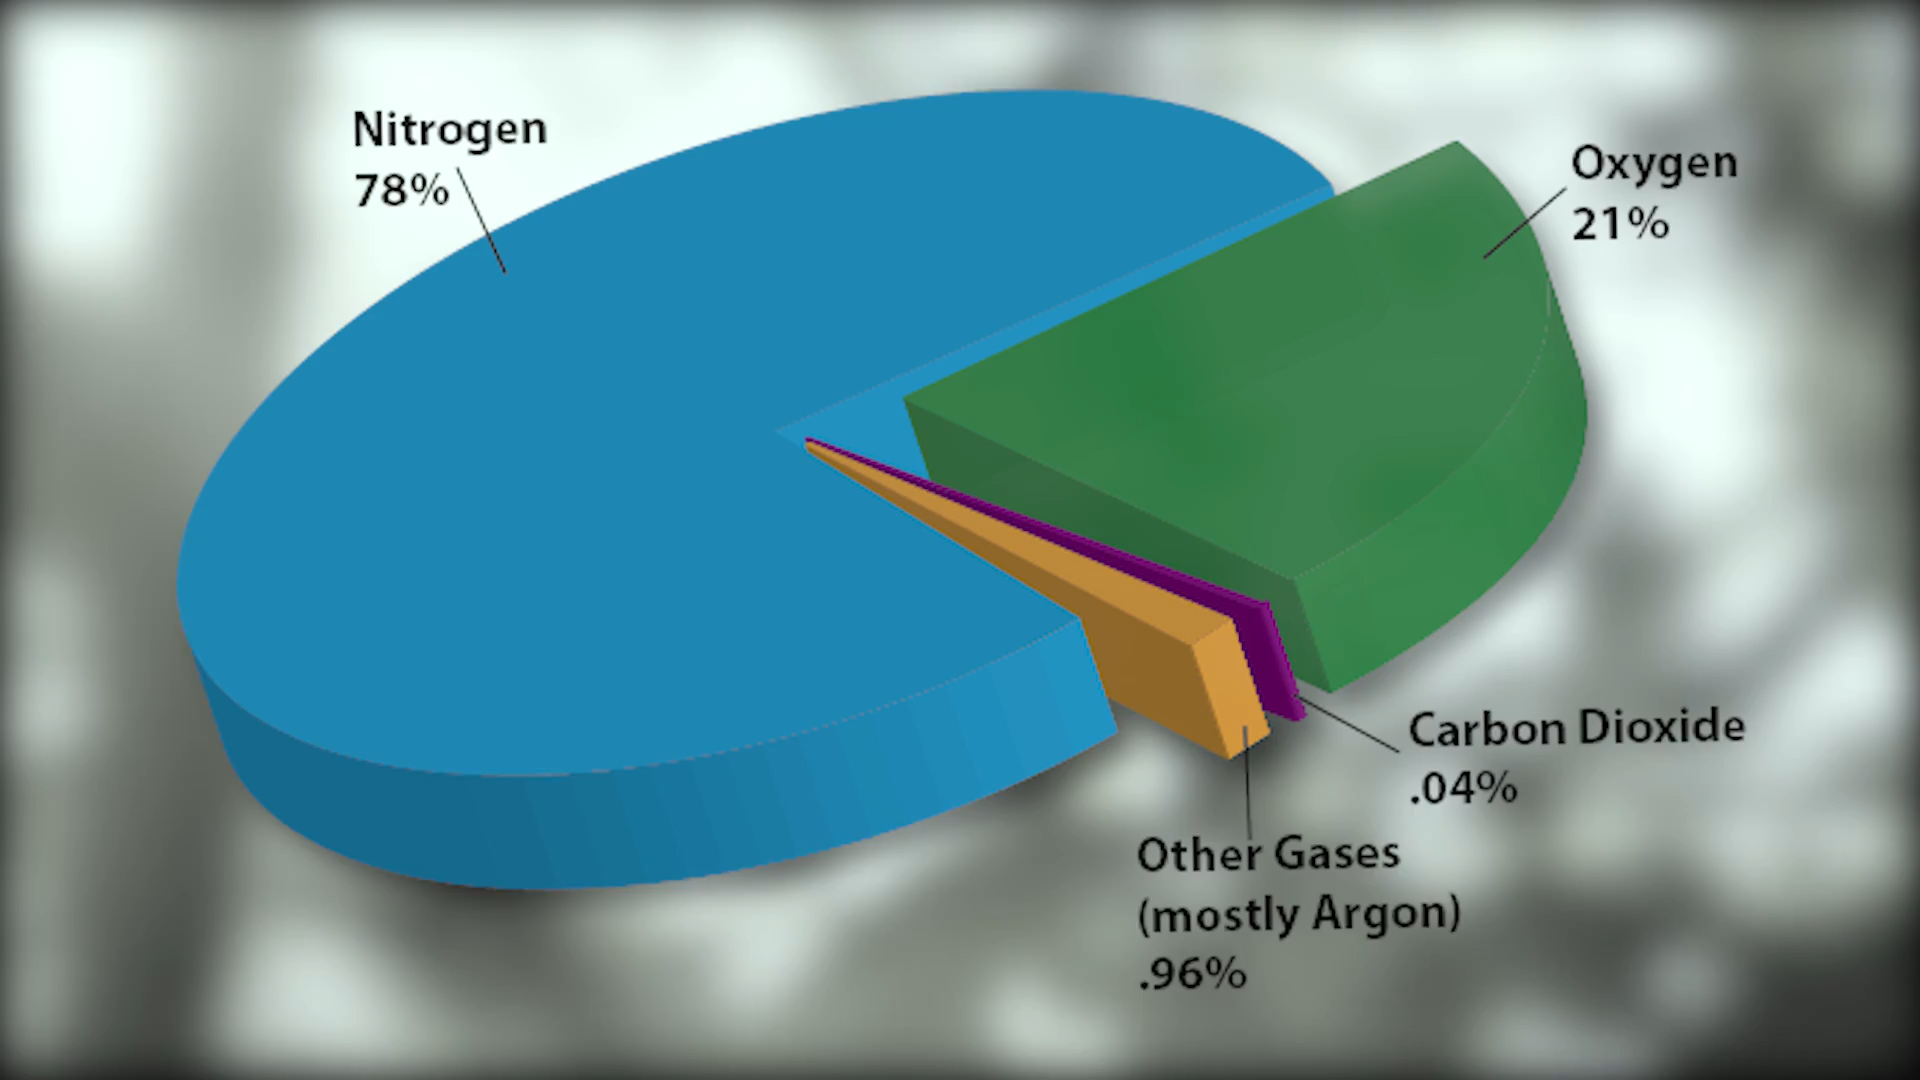 Nitrogen
78%
Oxygen
21%
Carbon Dioxide
.04%
Other Gases
(mostly Argon)
.96%